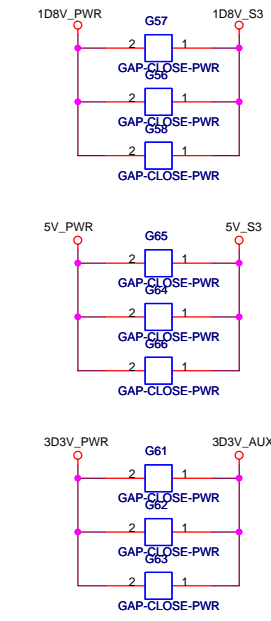 1D8V_PWR 1D8V_S3
G57
2 1
GAP-CLOSE-PWR
G56
2 1
GAP-CLOSE-PWR
G58
2 1
GAP-CLOSE-PWR
5V_PWR 5V_S3
G65
2 1
GAP-CLOSE-PWR
G64
2 1
GAP-CLOSE-PWR
G66
2 1
GAP-CLOSE-PWR
3D3V_PWR 3D3V_AUX
G61
2 1
GAP-CLOSE-PWR
G62
2 1
GAP-CLOSE-PWR
G63
2 1
GAP-CLOSE-PWR